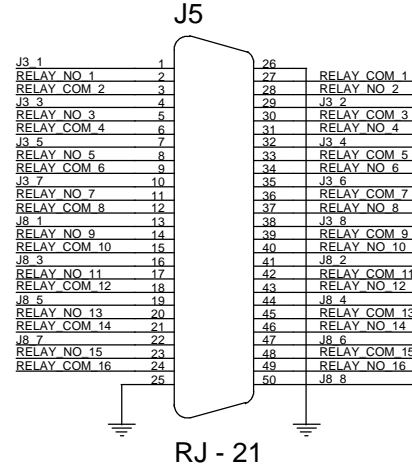 J5
J3_1 1 26
RELAY_NO_1 2 27 RELAY_COM_1
RELAY_COM_2 3 28 RELAY_NO_2
J3_3 4 29 J3_2
RELAY_NO_3 5 30 RELAY_COM_3
RELAY_COM_4 6 31 RELAY_NO_4
J3_5 7 32 J3_4
RELAY_NO_5 8 33 RELAY_COM_5
RELAY_COM_6 9 34 RELAY_NO_6
J3_7 10 35 J3_6
RELAY_NO_7 11 36 RELAY_COM_7
RELAY_COM_8 12 37 RELAY_NO_8
J8_1 13 38 J3_8
RELAY_NO_9 14 39 RELAY_COM_9
RELAY_COM_10 15 40 RELAY_NO_10
J8_3 16 41 J8_2
RELAY_NO_11 17 42 RELAY_COM_11
RELAY_COM_12 18 43 RELAY_NO_12
J8_5 19 44 J8_4
RELAY_NO_13 20 45 RELAY_COM_13
RELAY_COM_14 21 46 RELAY_NO_14
J8_7 22 47 J8_6
RELAY_NO_15 23 48 RELAY_COM_15
RELAY_COM_16 24 49 RELAY_NO_16
25 50 J8_8
RJ - 21